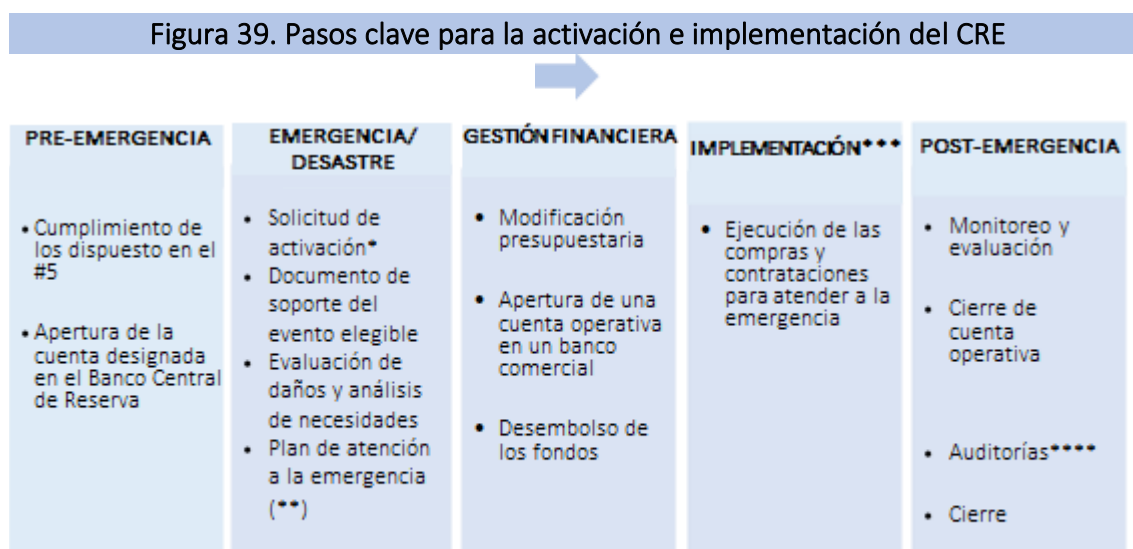 Figura 39. Pasos clave para la activación e implementación del CRE
PRE-EMERGENCIA
• Cumplimiento de
los dispuesto en el
#5
• Apertura de la
cuenta designada
en el Banco Central
de Reserva
EMERGENCIA/
DESASTRE
• Solicitud de
activación*
• Documento de
soporte del
evento elegible
• Evaluación de
daños y análisis
de necesidades
• Plan de atención
a la emergencia
(**)
GESTIÓN FINANCIERA
• Modificación
presupuestaria
• Apertura de una
cuenta operativa
en un banco
comercial
• Desembolso de
los fondos
IMPLEMENTACIÓN***
• Ejecución de las
compras y
contrataciones
para atender a la
emergencia
POST-EMERGENCIA
• Monitoreo y
evaluación
• Cierre de
cuenta
operativa
• Auditorías****
• Cierre